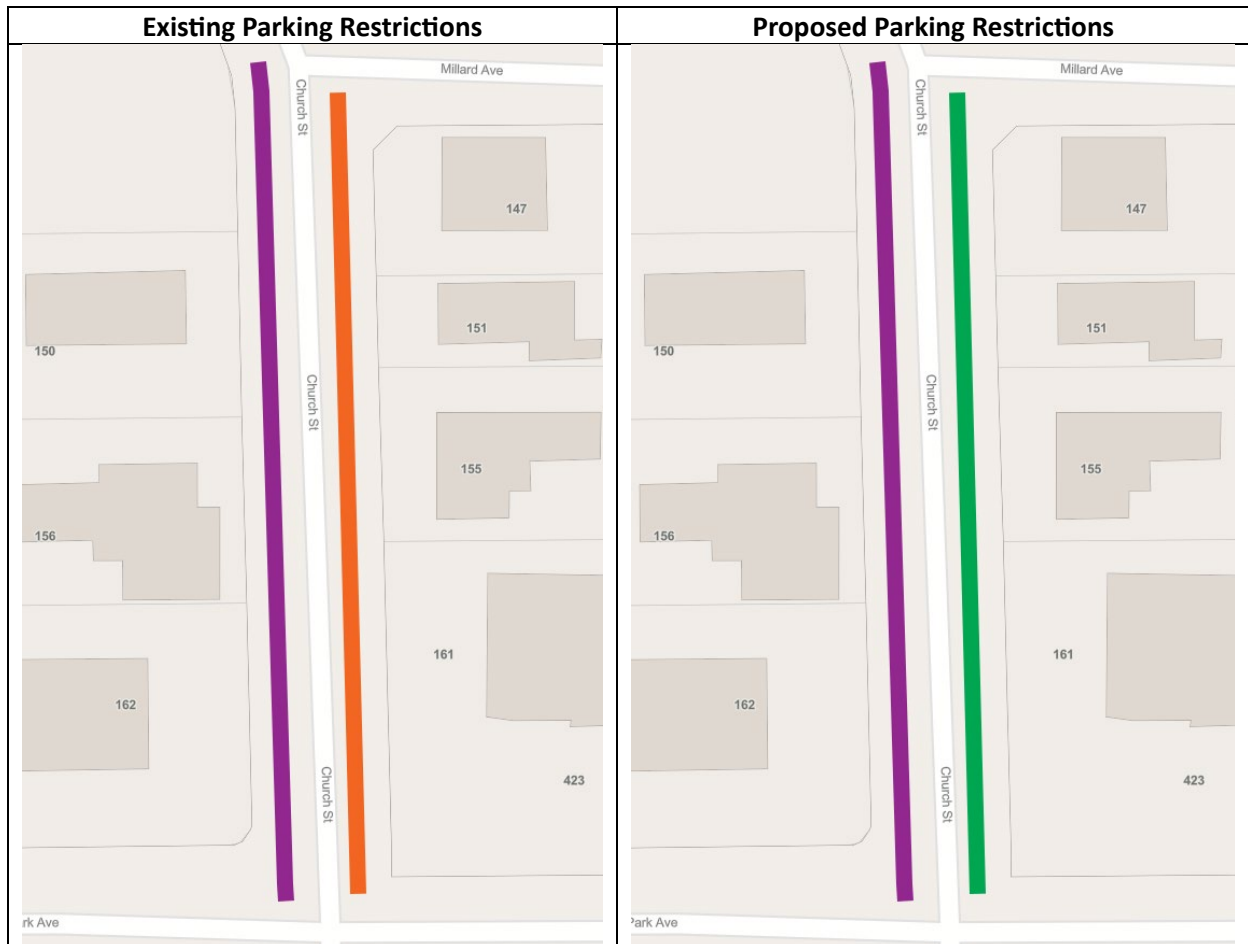 Existing Parking Restrictions
Proposed Parking Restrictions
Millard Ave
Church St
147
151
150
Church St
155
156
161
162
Church St
423
rk Ave
Millard Ave
Church St
147
151
150
Church St
155
156
161
162
Church St
423
Park Ave